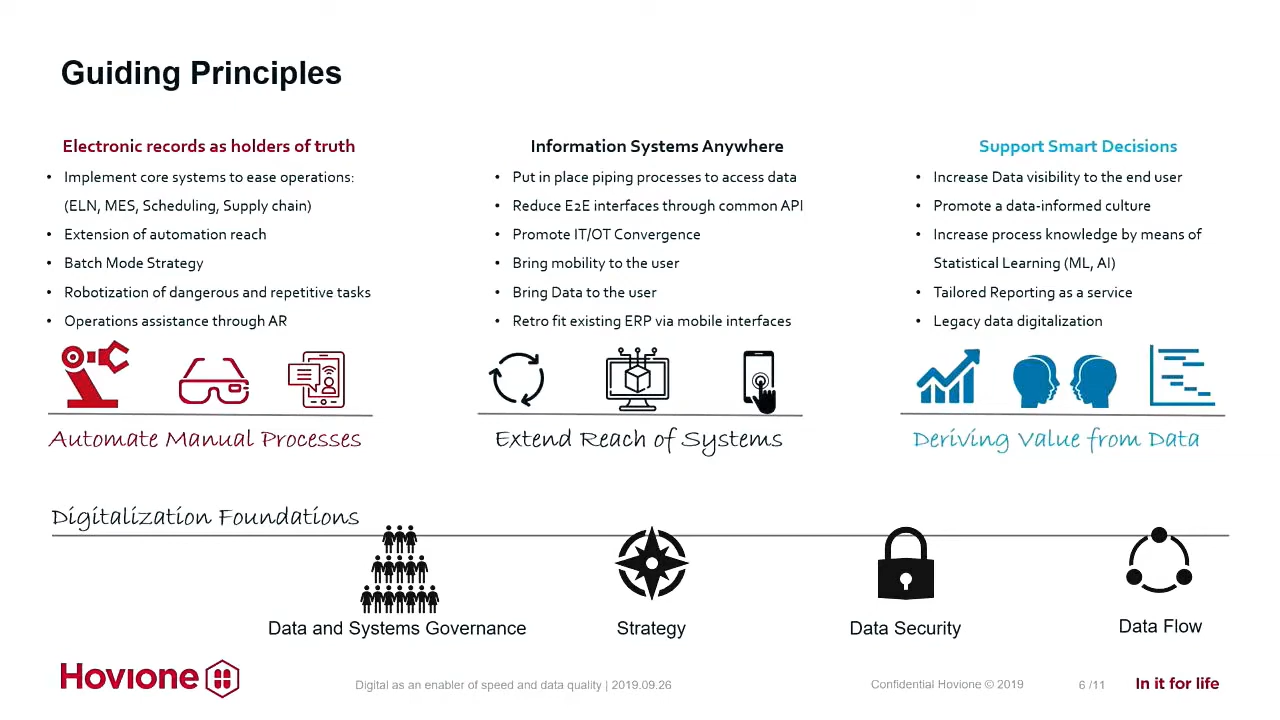 Guiding Principles
Electronic records as holders of truth
• Implement core systems to ease operations:
(ELN, MES, Scheduling, Supply chain)
• Extension of automation reach
• Batch Mode Strategy
• Robotization of dangerous and repetitive tasks
• Operations assistance through AR
Automate Manual Processes
Information Systems Anywhere
• Put in place piping processes to access data
• Reduce E2E interfaces through common API
• Promote IT/OT Convergence
• Bring mobility to the user
• Bring Data to the user
• Retro fit existing ERP via mobile interfaces
Extend Reach of Systems
Support Smart Decisions
• Increase Data visibility to the end user
• Promote a data-informed culture
• Increase process knowledge by means of
Statistical Learning (ML, AI)
• Tailored Reporting as a service
• Legacy data digitalization
Deriving Value from Data
Digitalization Foundations
Data and Systems Governance
Strategy
Data Security
Data Flow
Hovione
Digital as an enabler of speed and data quality | 2019.09.26
Confidential Hovione © 2019
6 /11
In it for life